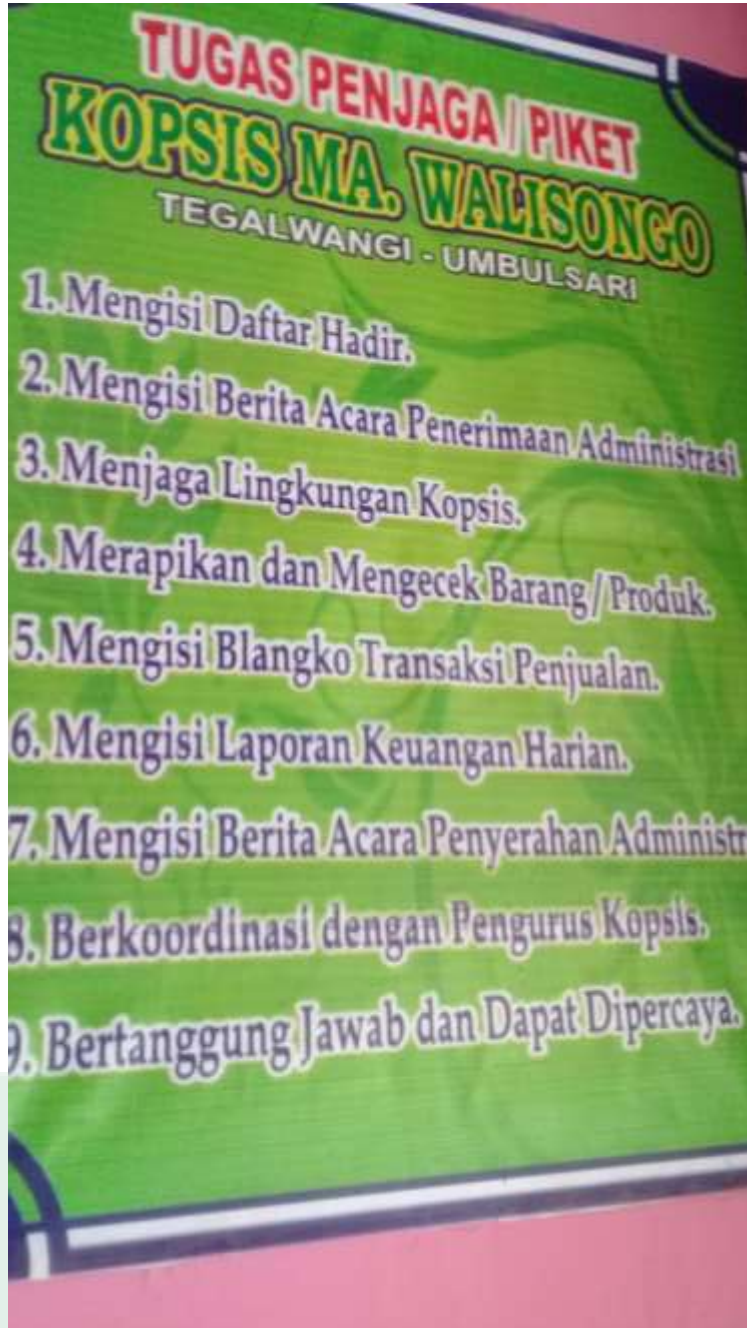 TUGAS PENJAGA / PIKET
KOPSIS MA. WALISONGO
TEGALWANGI - UMBULSARI
1. Mengisi Daftar Hadir.
2. Mengisi Berita Acara Penerimaan Administrasi
3. Menjaga Lingkungan Kopsis.
4. Merapikan dan Mengecek Barang / Produk.
5. Mengisi Blangko Transaksi Penjualan.
6. Mengisi Laporan Keuangan Harian.
7. Mengisi Berita Acara Penyerahan Administr
8. Berkoordinasi dengan Pengurus Kopsis.
9. Bertanggung Jawab dan Dapat Dipercaya.